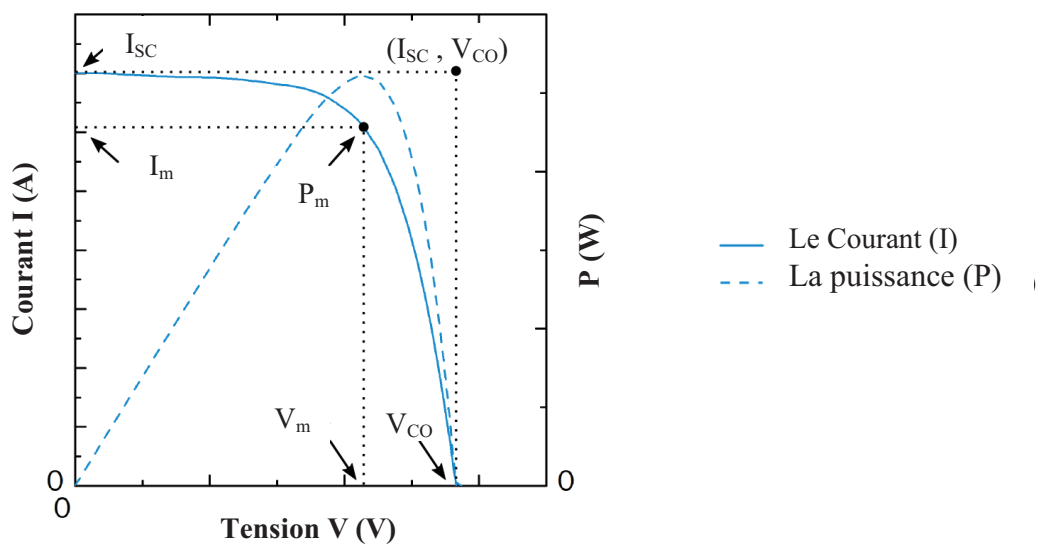 I_SC
(I_SC , V_CO)
I_m
P_m
Courant I (A)
P (W)
Le Courant (I)
La puissance (P)
V_m
V_CO
0
0
0
Tension V (V)